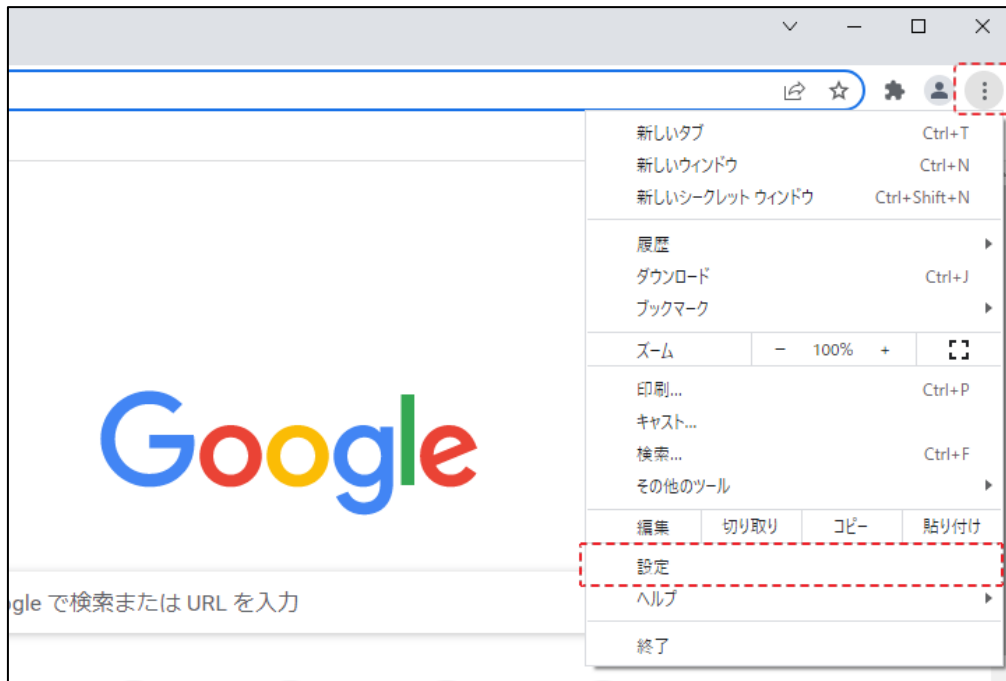 新しいタブ Ctrl+T
新しいウィンドウ Ctrl+N
新しいシークレット ウィンドウ Ctrl+Shift+N
履歴
ダウンロード Ctrl+J
ブックマーク
ズーム − 100% +
印刷... Ctrl+P
キャスト...
検索... Ctrl+F
その他のツール
編集 切り取り コピー 貼り付け
設定
ヘルプ
終了
Google
gle で検索または URL を入力